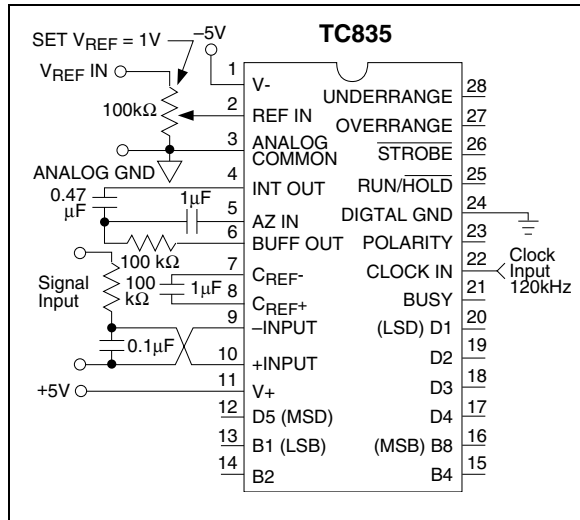 TC835
SET VREF = 1V
–5V
VREF IN
100kΩ
ANALOG GND
0.47
μF
1μF
100 kΩ
Signal
Input
100
kΩ
1μF
0.1μF
+5V
1 V-
2 REF IN
3 ANALOG
COMMON
4 INT OUT
5 AZ IN
6 BUFF OUT
7 CREF-
8 CREF+
9 –INPUT
10 +INPUT
11 V+
12 D5 (MSD)
13 B1 (LSB)
14 B2
UNDERRANGE 28
OVERRANGE 27
STROBE 26
RUN/HOLD 25
DIGTAL GND 24
POLARITY 23
CLOCK IN 22
BUSY 21
(LSD) D1 20
D2 19
D3 18
D4 17
(MSB) B8 16
B4 15
Clock
Input
120kHz